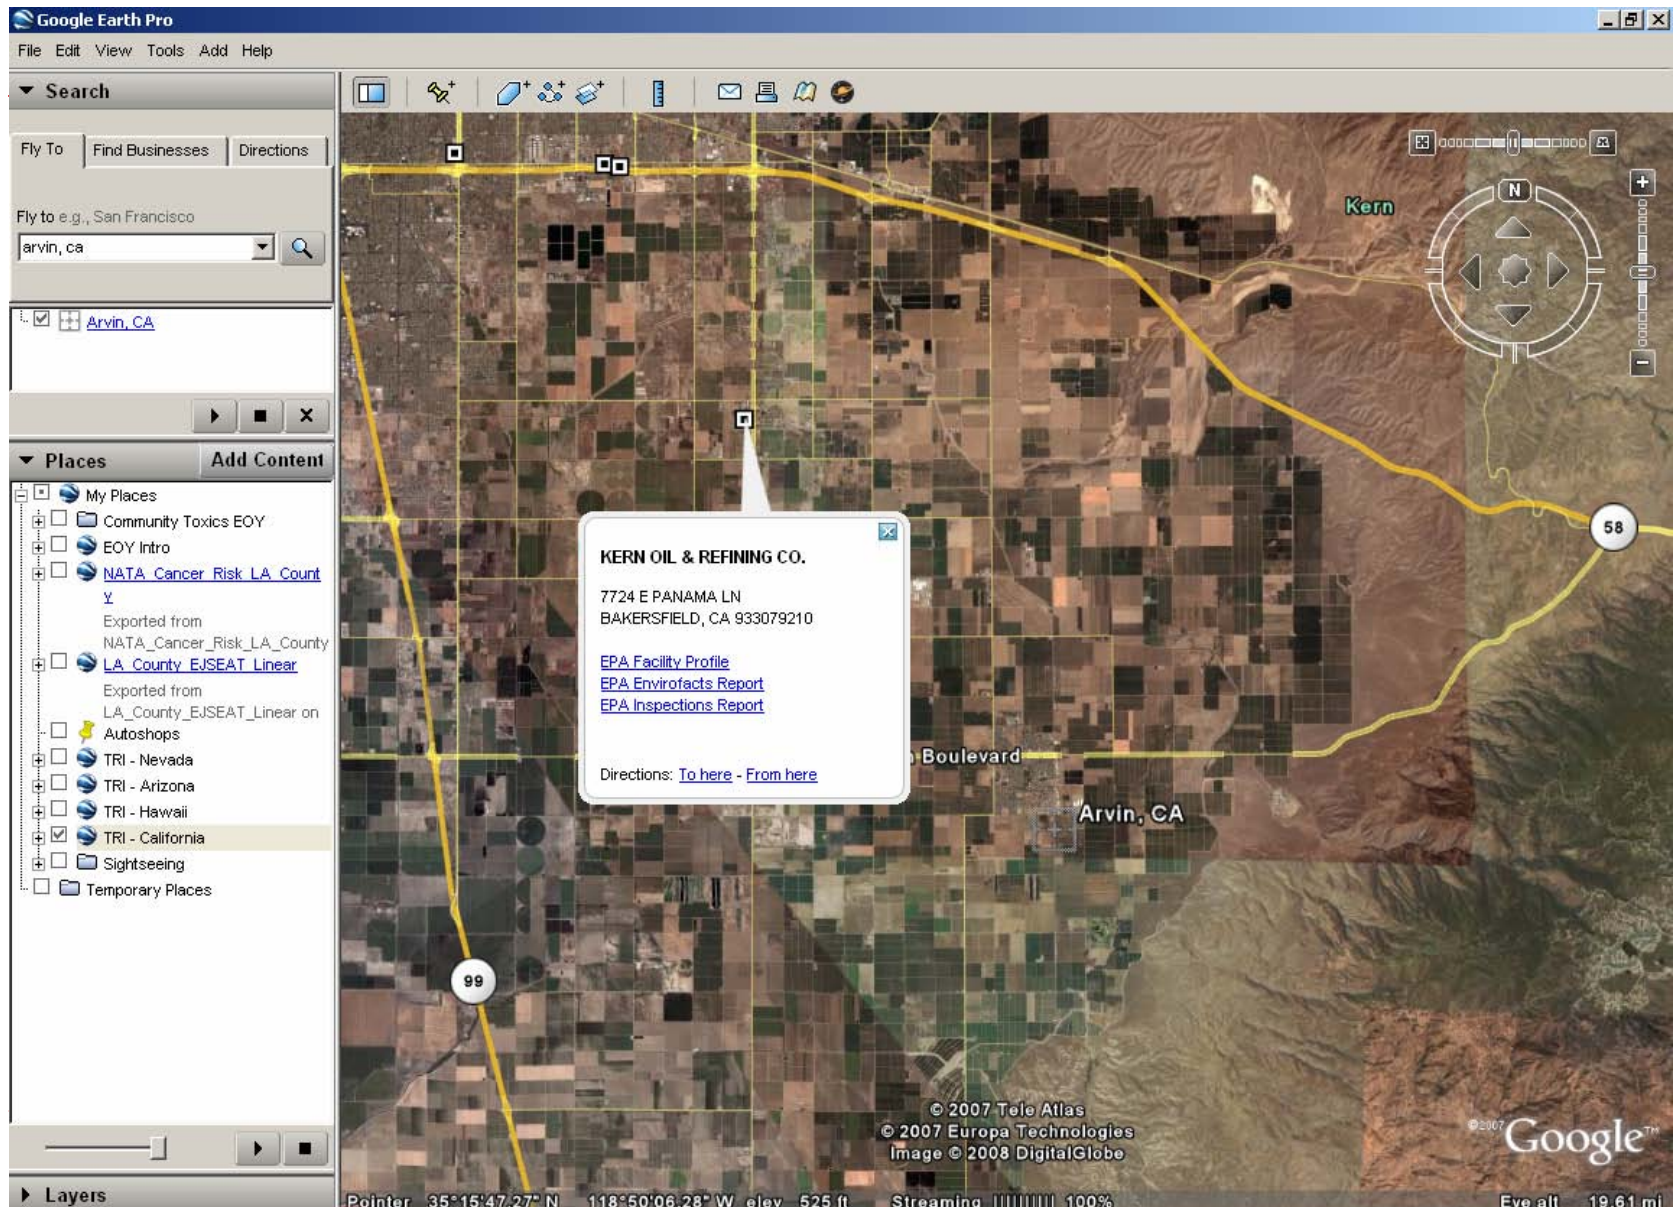 Google Earth Pro
File Edit View Tools Add Help
Search
Fly To Find Businesses Directions
Fly to e.g., San Francisco
arvin, ca
Arvin, CA
Places Add Content
My Places
Community Toxics EOY
EOY Intro
NATA_Cancer_Risk_LA_Count
y
Exported from
NATA_Cancer_Risk_LA_County
LA_County_EJSEAT_Linear
Exported from
LA_County_EJSEAT_Linear on
Autoshops
TRI - Nevada
TRI - Arizona
TRI - Hawaii
TRI - California
Sightseeing
Temporary Places
Layers
N
Kern
58
KERN OIL & REFINING CO.
7724 E PANAMA LN
BAKERSFIELD, CA 933079210
EPA Facility Profile
EPA Envirofacts Report
EPA Inspections Report
Directions: To here - From here
Boulevard
Arvin, CA
99
© 2007 Tele Atlas
© 2007 Europa Technologies
Image © 2008 DigitalGlobe
©2007 Google™
Pointer 35°15'47.27" N 118°50'06.28" W elev 525 ft Streaming |||||||||| 100% Eye alt 19.61 mi